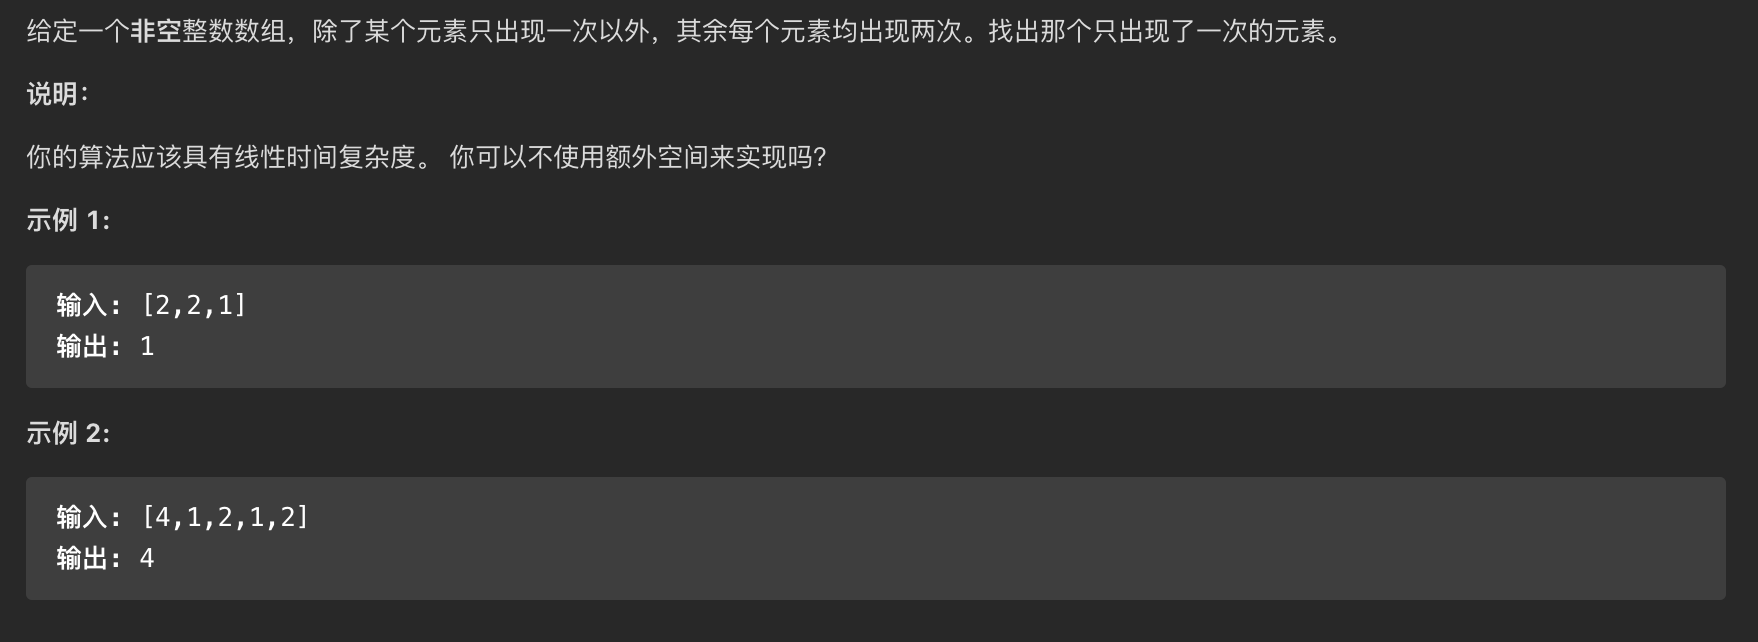 给定一个非空整数数组，除了某个元素只出现一次以外，其余每个元素均出现两次。找出那个只出现了一次的元素。
说明：
你的算法应该具有线性时间复杂度。 你可以不使用额外空间来实现吗？
示例 1:
输入: [2,2,1]
输出: 1
示例 2:
输入: [4,1,2,1,2]
输出: 4